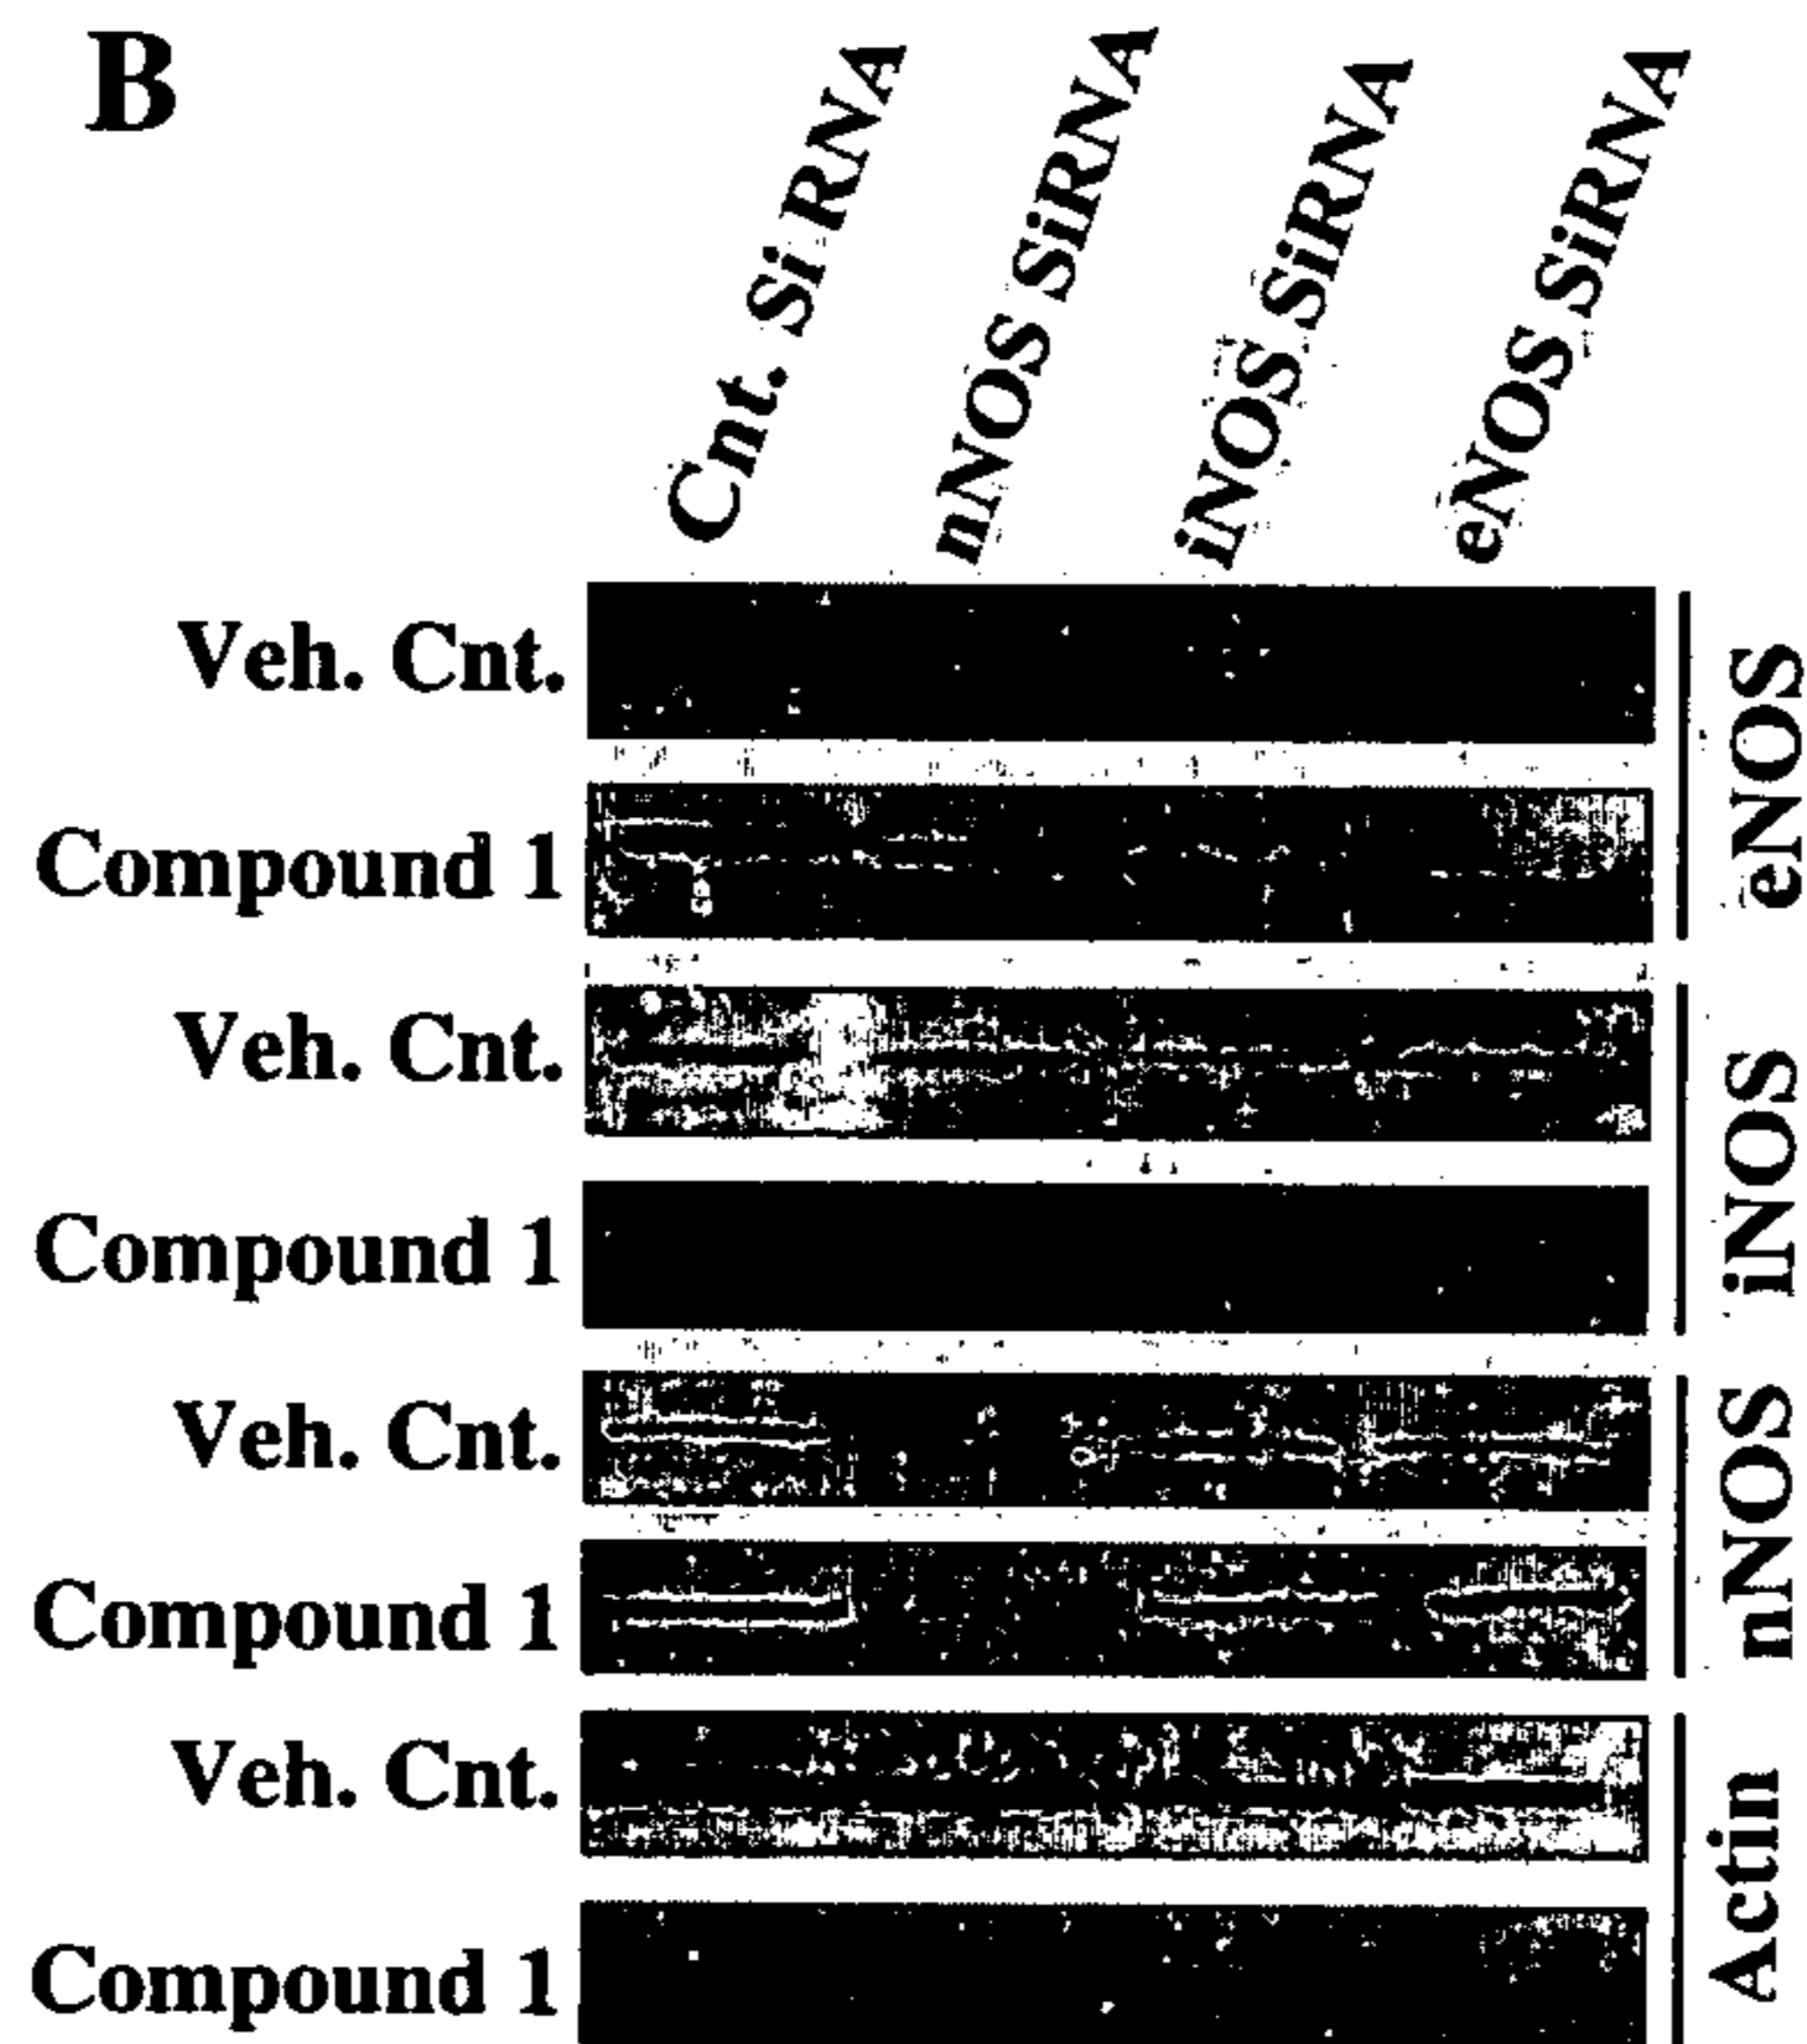 B
Cnt. Si RNA
nNOS SiRNA
iNOS SiRNA
eNOS SiRNA
Veh. Cnt.
Compound 1
eNOS
Veh. Cnt.
Compound 1
iNOS
Veh. Cnt.
Compound 1
nNOS
Veh. Cnt.
Compound 1
Actin